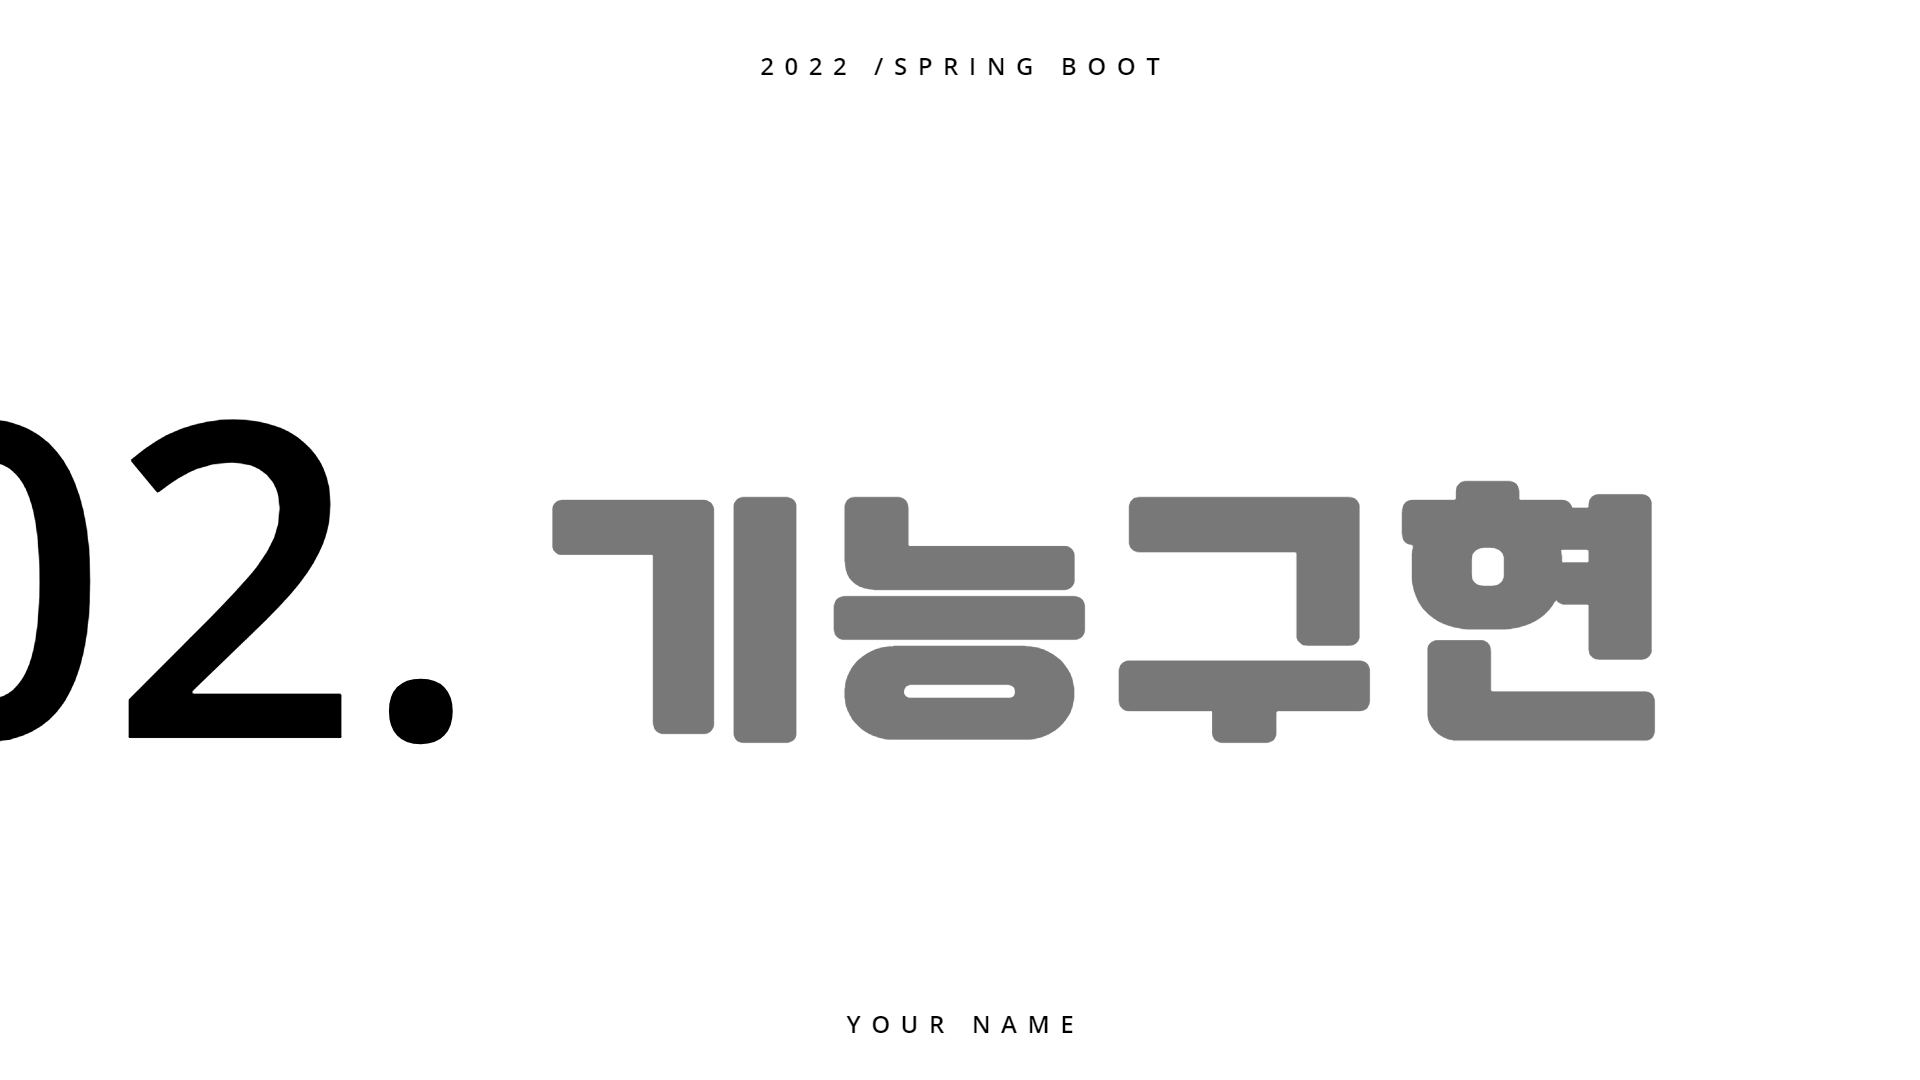 2022 /SPRING BOOT
02. 기능구현
YOUR NAME